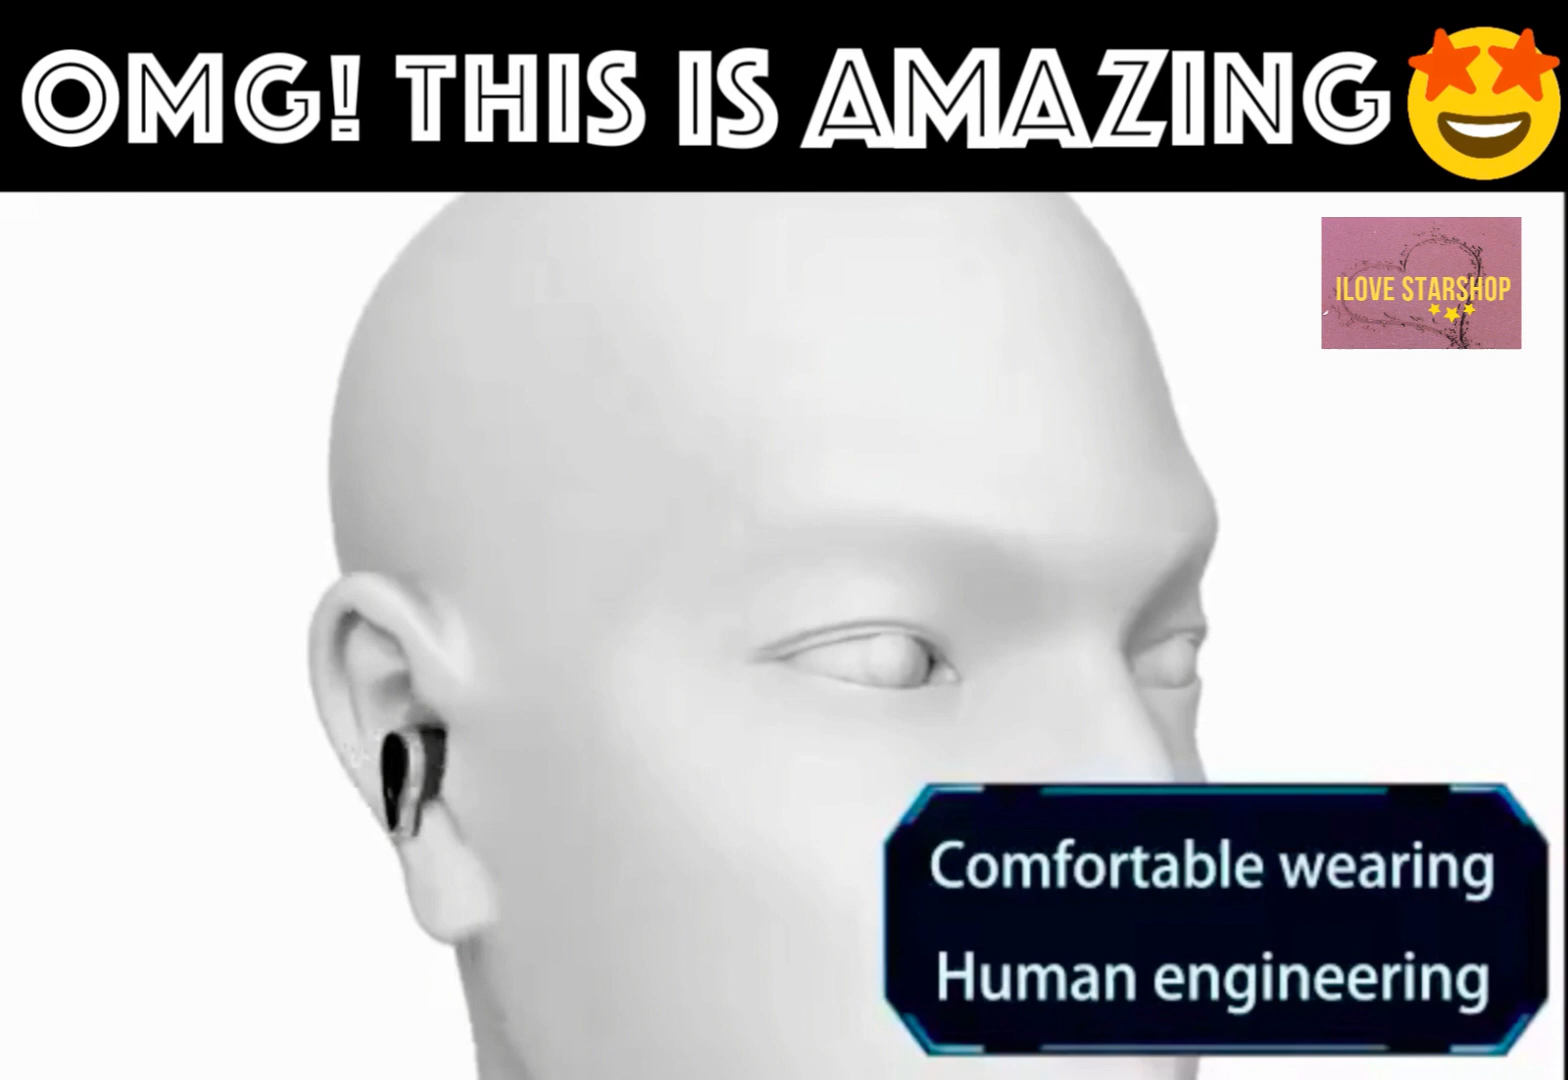 OMG! THIS IS AMAZING
ILOVE STARSHOP
Comfortable wearing
Human engineering